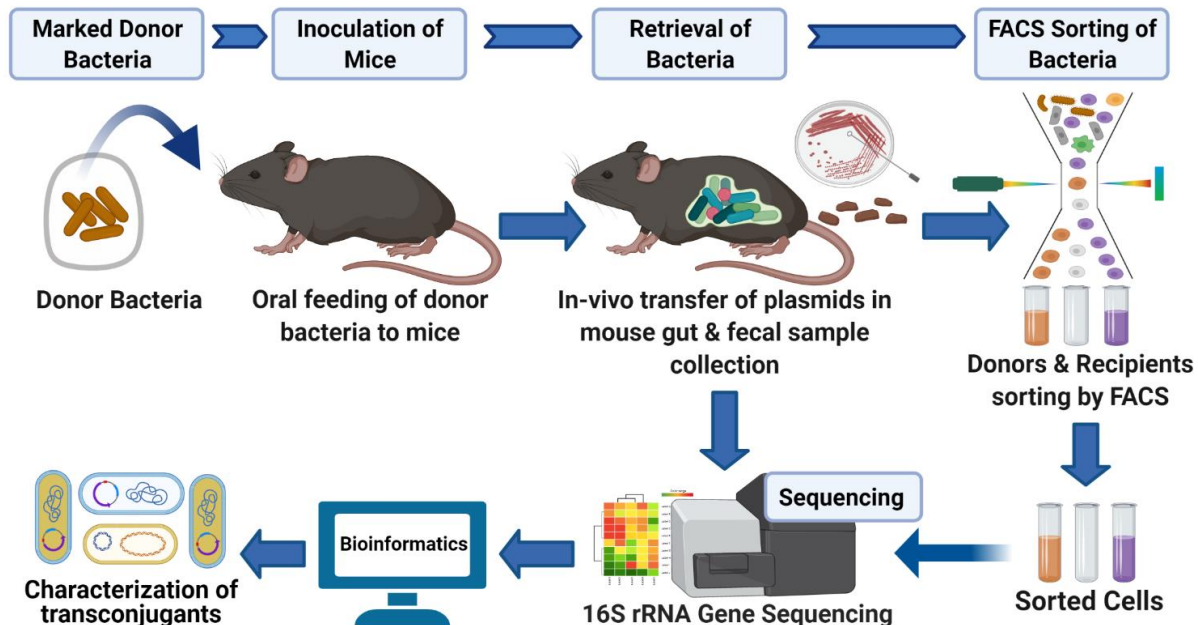 Marked Donor
Bacteria
Inoculation of
Mice
Retrieval of
Bacteria
FACS Sorting of
Bacteria
Donor Bacteria
Oral feeding of donor
bacteria to mice
In-vivo transfer of plasmids in
mouse gut & fecal sample
collection
Donors & Recipients
sorting by FACS
Sequencing
Bioinformatics
Characterization of
transconjugants
16S rRNA Gene Sequencing
Sorted Cells